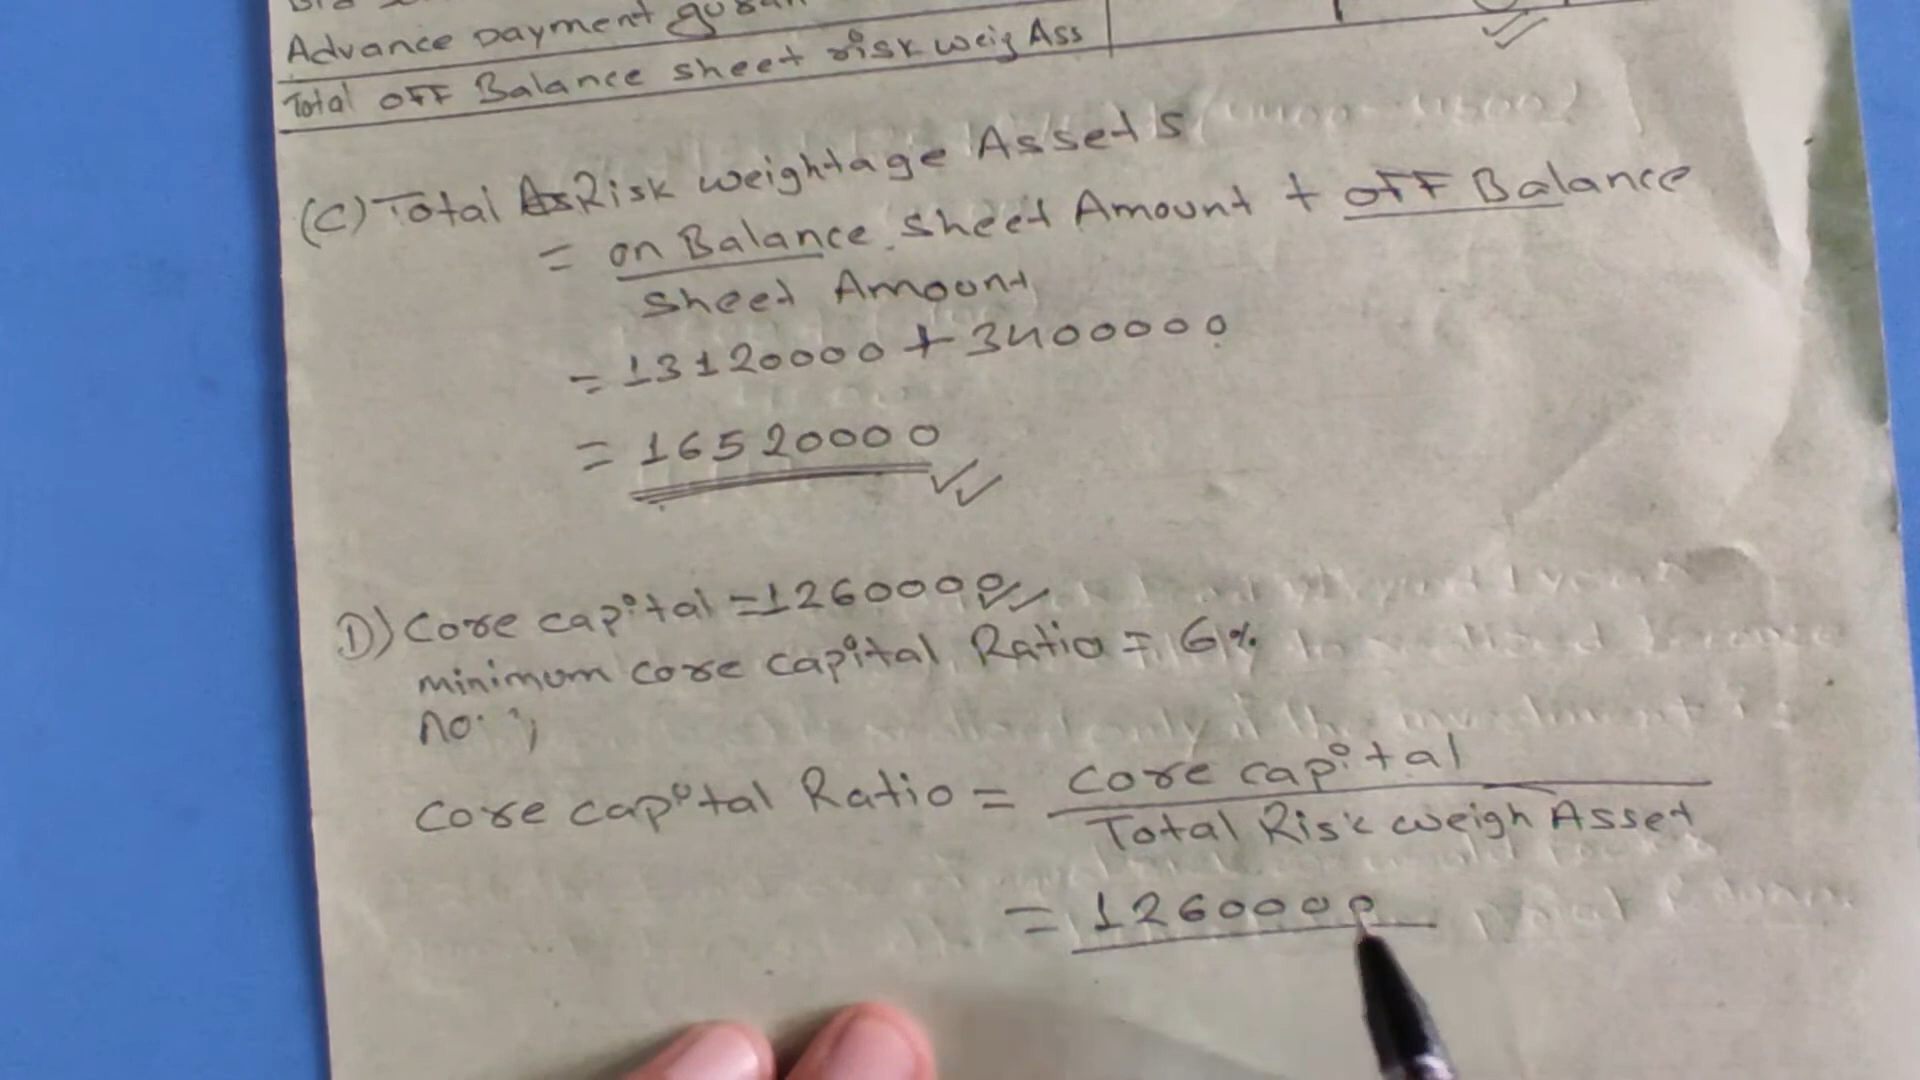 Advance payment guran
Total OFF Balance sheet risk weig Ass
(C) Total Risk weightage Assets
= on Balance sheet Amount + OFF Balance
sheet Amount
= 13120000 + 3400000
= 16520000
D) Core capital = 1260000
minimum core capital Ratio = 6%
no:;
core capital Ratio = core capital
Total Risk weigh Asset
= 1260000